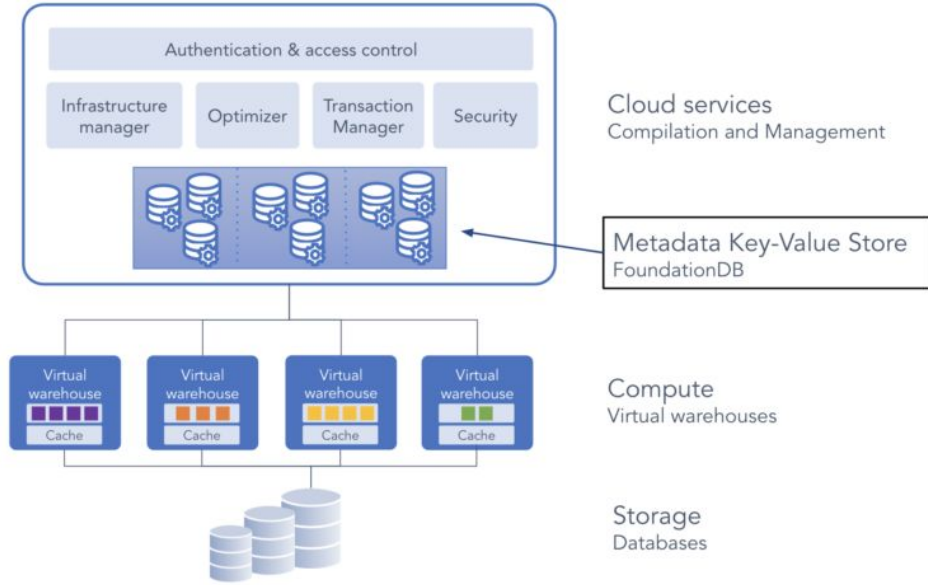 Authentication & access control
Infrastructure
manager
Optimizer
Transaction
Manager
Security
Cloud services
Compilation and Management
Metadata Key-Value Store
FoundationDB
Virtual
warehouse
Cache
Virtual
warehouse
Cache
Virtual
warehouse
Cache
Virtual
warehouse
Cache
Compute
Virtual warehouses
Storage
Databases